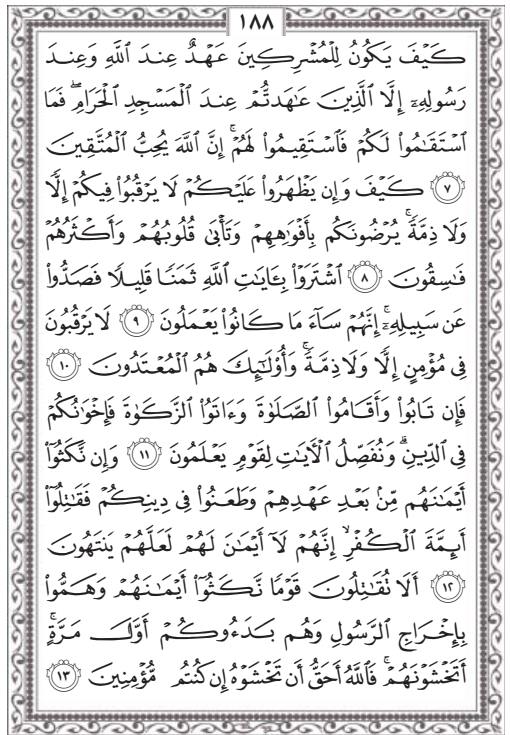 ١٨٨
كَيْفَ يَكُونُ لِلْمُشْرِكِينَ عَهْدٌ عِندَ ٱللَّهِ وَعِندَ
رَسُولِهِۦٓ إِلَّا ٱلَّذِينَ عَٰهَدتُّمْ عِندَ ٱلْمَسْجِدِ ٱلْحَرَامِۖ فَمَا
ٱسْتَقَٰمُوا۟ لَكُمْ فَٱسْتَقِيمُوا۟ لَهُمْۚ إِنَّ ٱللَّهَ يُحِبُّ ٱلْمُتَّقِينَ
٧ كَيْفَ وَإِن يَظْهَرُوا۟ عَلَيْكُمْ لَا يَرْقُبُوا۟ فِيكُمْ إِلًّا
وَلَا ذِمَّةًۚ يُرْضُونَكُم بِأَفْوَٰهِهِمْ وَتَأْبَىٰ قُلُوبُهُمْ وَأَكْثَرُهُمْ
فَٰسِقُونَ ٨ ٱشْتَرَوْا۟ بِـَٔايَٰتِ ٱللَّهِ ثَمَنًا قَلِيلًا فَصَدُّوا۟
عَن سَبِيلِهِۦٓۚ إِنَّهُمْ سَآءَ مَا كَانُوا۟ يَعْمَلُونَ ٩ لَا يَرْقُبُونَ
فِى مُؤْمِنٍ إِلًّا وَلَا ذِمَّةًۚ وَأُو۟لَٰٓئِكَ هُمُ ٱلْمُعْتَدُونَ ١٠
فَإِن تَابُوا۟ وَأَقَامُوا۟ ٱلصَّلَوٰةَ وَءَاتَوُا۟ ٱلزَّكَوٰةَ فَإِخْوَٰنُكُمْ
فِى ٱلدِّينِۗ وَنُفَصِّلُ ٱلْـَٔايَٰتِ لِقَوْمٍ يَعْلَمُونَ ١١ وَإِن نَّكَثُوٓا۟
أَيْمَٰنَهُم مِّنۢ بَعْدِ عَهْدِهِمْ وَطَعَنُوا۟ فِى دِينِكُمْ فَقَٰتِلُوٓا۟
أَئِمَّةَ ٱلْكُفْرِۙ إِنَّهُمْ لَآ أَيْمَٰنَ لَهُمْ لَعَلَّهُمْ يَنتَهُونَ
١٢ أَلَا تُقَٰتِلُونَ قَوْمًا نَّكَثُوٓا۟ أَيْمَٰنَهُمْ وَهَمُّوا۟
بِإِخْرَاجِ ٱلرَّسُولِ وَهُم بَدَءُوكُمْ أَوَّلَ مَرَّةٍۚ
أَتَخْشَوْنَهُمْۚ فَٱللَّهُ أَحَقُّ أَن تَخْشَوْهُ إِن كُنتُم مُّؤْمِنِينَ ١٣